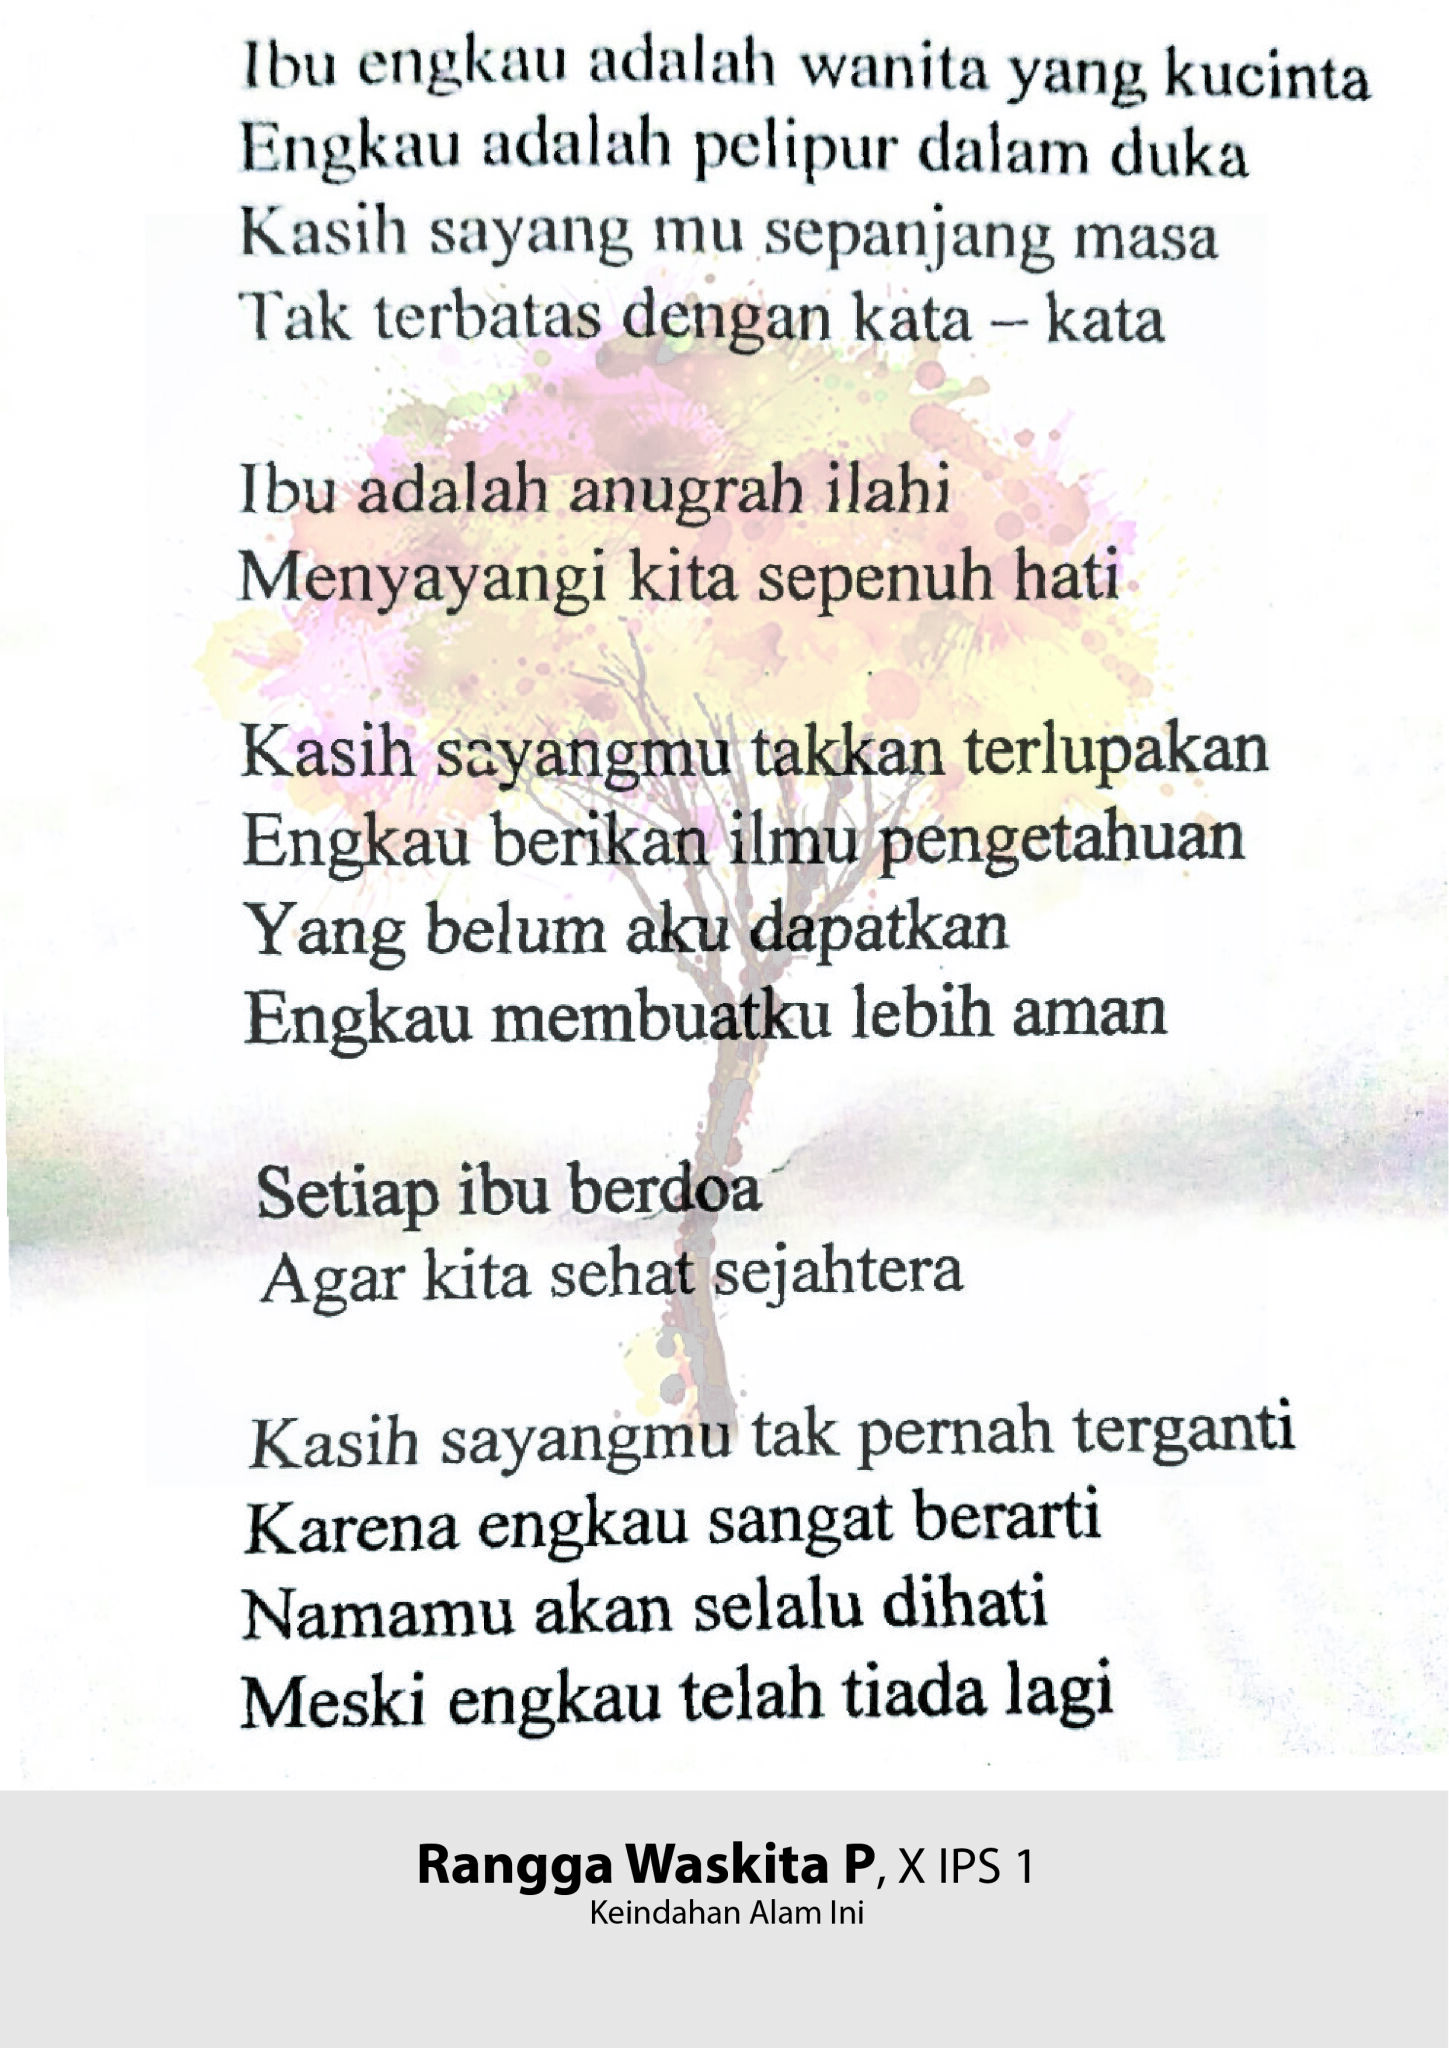 Ibu engkau adalah wanita yang kucinta
Engkau adalah pelipur dalam duka
Kasih sayang mu sepanjang masa
Tak terbatas dengan kata – kata
Ibu adalah anugrah ilahi
Menyayangi kita sepenuh hati
Kasih sayangmu takkan terlupakan
Engkau berikan ilmu pengetahuan
Yang belum aku dapatkan
Engkau membuatku lebih aman
Setiap ibu berdoa
Agar kita sehat sejahtera
Kasih sayangmu tak pernah terganti
Karena engkau sangat berarti
Namamu akan selalu dihati
Meski engkau telah tiada lagi
Rangga Waskita P, X IPS 1
Keindahan Alam Ini